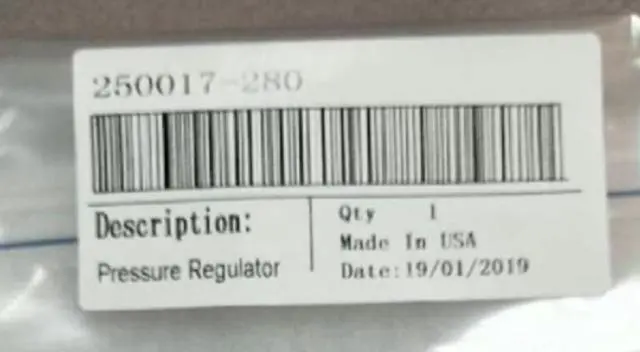 250017-280
Description:
Pressure Regulator
Qty 1
Made In USA
Date:19/01/2019